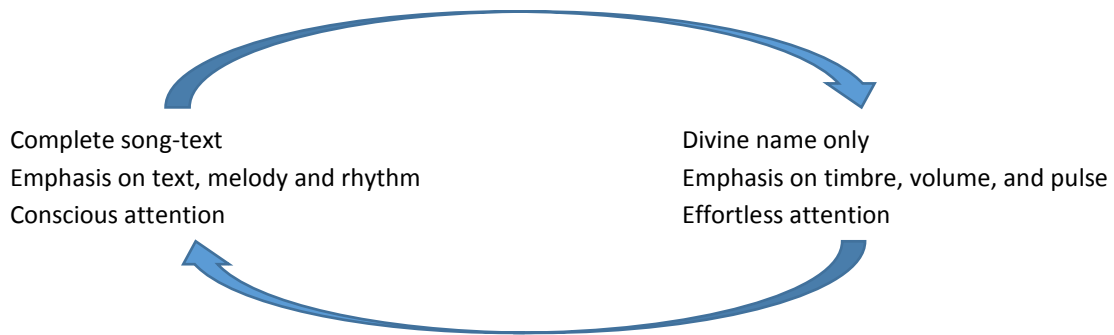 Complete song-text
Emphasis on text, melody and rhythm
Conscious attention
Divine name only
Emphasis on timbre, volume, and pulse
Effortless attention